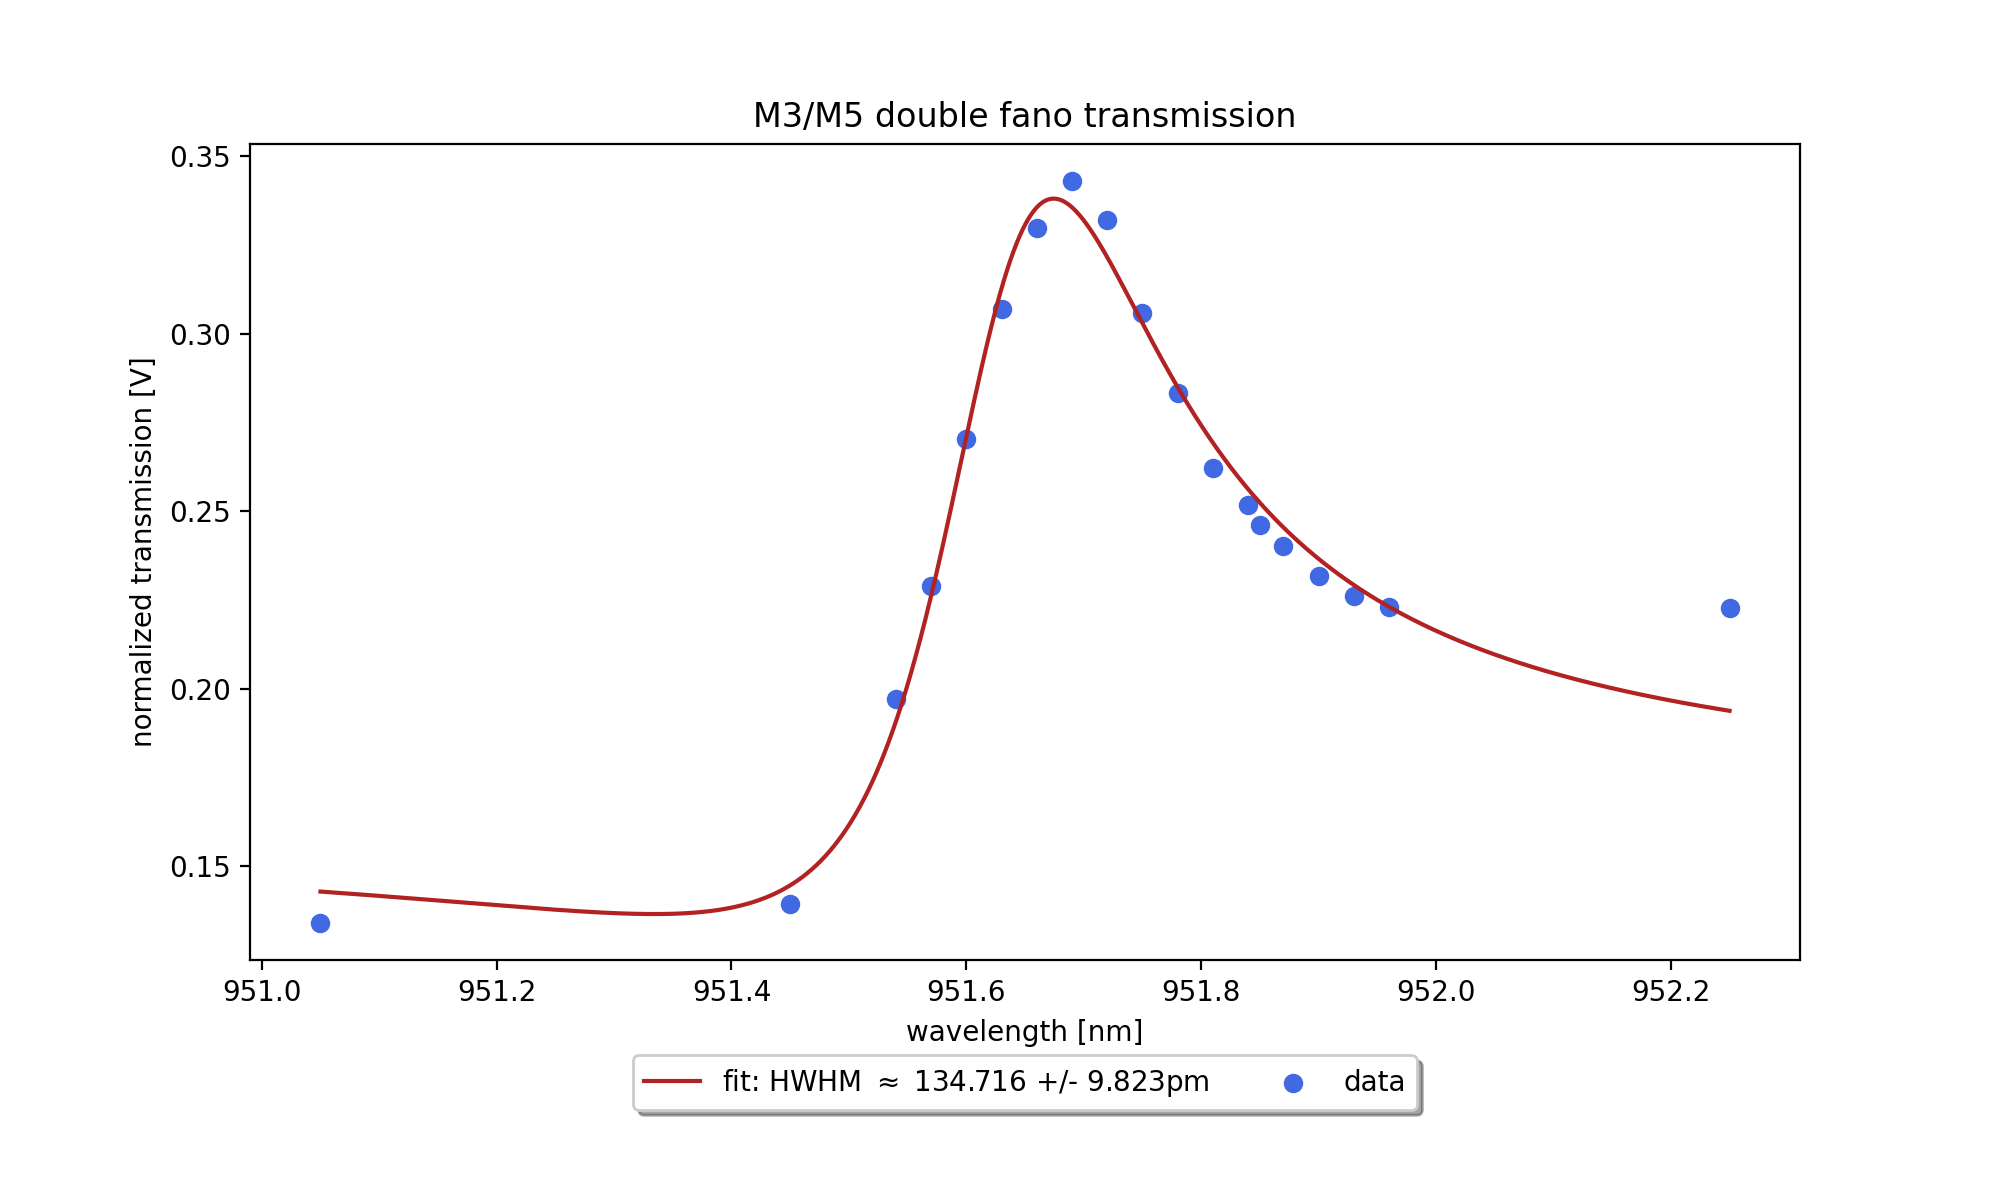 M3/M5 double fano transmission
0.35
0.30
0.25
0.20
0.15
normalized transmission [V]
951.0 951.2 951.4 951.6 951.8 952.0 952.2
wavelength [nm]
fit: HWHM ≈ 134.716 +/- 9.823pm data